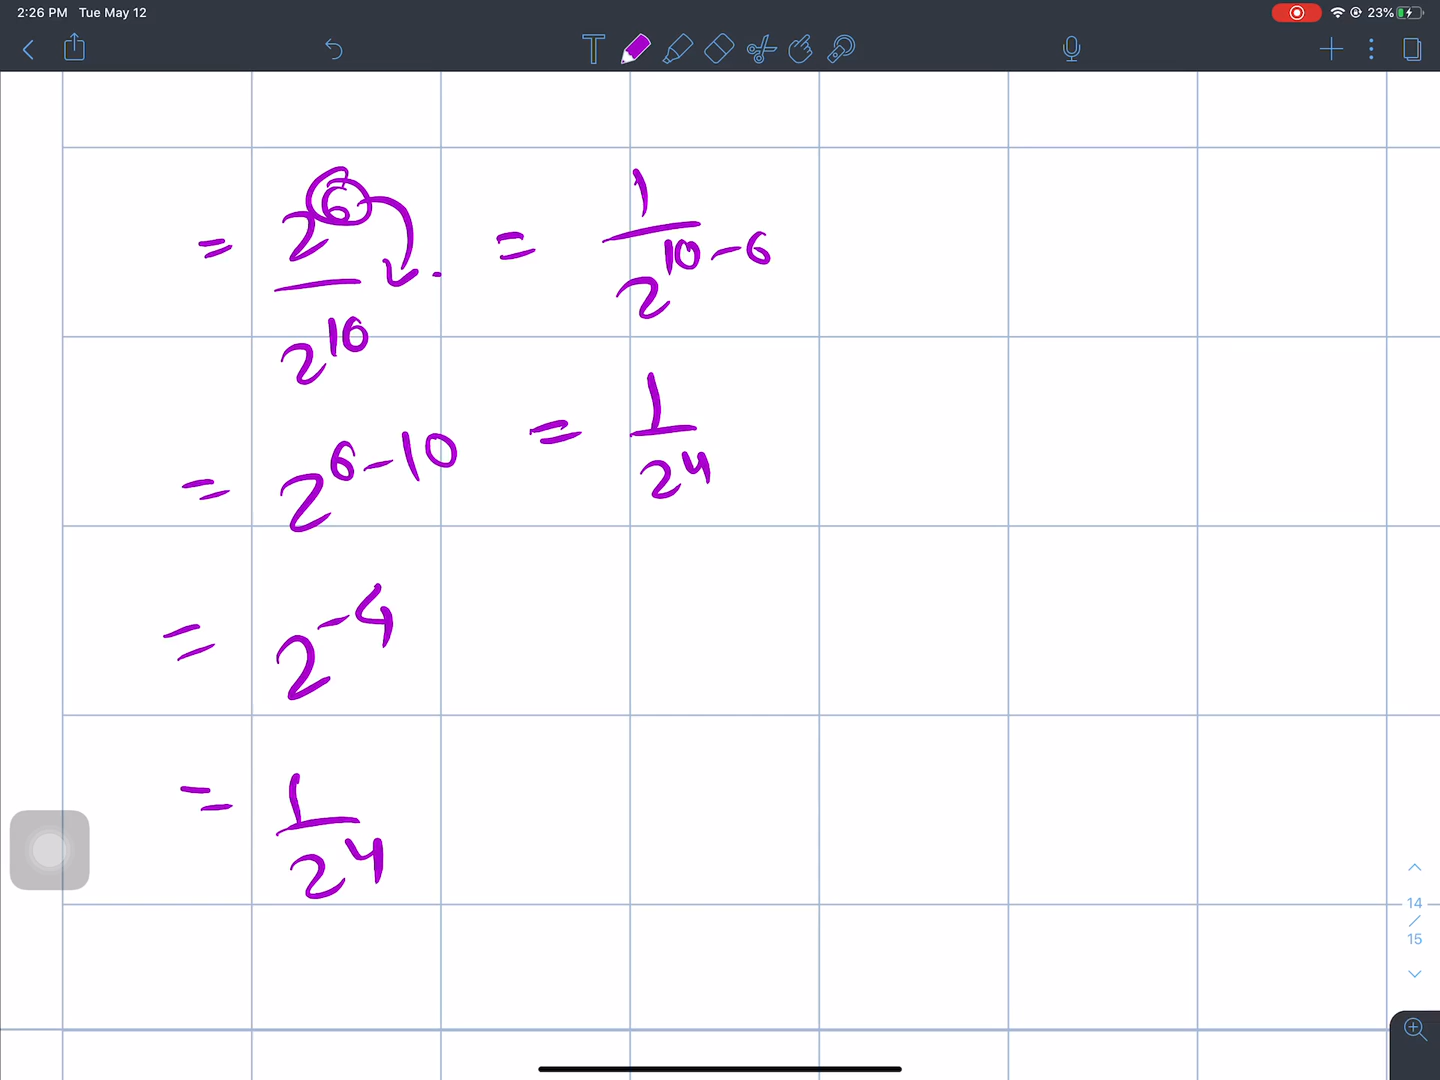 2:26 PM Tue May 12
23%
= 2^6 / 2^10 = 1 / 2^10-6
= 2^6-10 = 1 / 2^4
= 2^-4
= 1 / 2^4
14
/
15